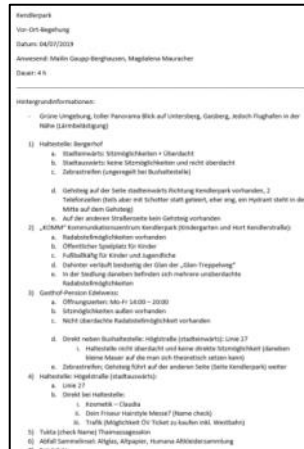 Kendlerpark
Vor-Ort-Begehung
Datum: 04/07/2019
Anwesend: Mailin Gaupp-Berghausen, Magdalena Mauracher
Dauer: 4 h
Hintergrundinformationen:
- Grüne Umgebung, toller Panorama Blick auf Untersberg, Gaisberg, Jedoch Flughafen in der
Nähe (Lärmbelästigung)
1) Haltestelle: Bergerhof
a. Stadteinwärts: Sitzmöglichkeiten + Überdacht
b. Stadtauswärts: keine Sitzmöglichkeiten und nicht überdacht
c. Zebrastreifen (ungeregelt bei Bushaltestelle)
d. Gehsteig auf der Seite stadteinwärts Richtung Kendlerpark vorhanden, 2
Telefonzellen (teils aber mit Schotter statt geteert, eher eng, ein Hydrant steht in der
Mitte auf dem Gehsteig)
e. Auf der anderen Straßenseite kein Gehsteig vorhanden
2) „KOMM“ Kommunikationszentrum Kendlerpark (Kindergarten und Hort Kendlerstraße):
a. Radabstellmöglichkeiten vorhanden
b. Öffentlicher Spielplatz für Kinder
c. Fußballkäfig für Kinder und Jugendliche
d. Dahinter verläuft beidseitig der Glan der „Glan-Treppelweg“
e. In der Siedlung daneben befinden sich mehrere unüberdachte
Radabstellmöglichkeiten
3) Gasthof-Pension Edelweiss:
a. Öffnungszeiten: Mo-Fr 14:00 – 20:00
b. Sitzmöglichkeiten außen vorhanden
c. Nicht überdachte Radabstellmöglichkeit vorhanden
d. Direkt neben Bushaltestelle: Höglstraße (stadteinwärts): Linie 27
i. Haltestelle nicht überdacht und keine direkte Sitzmöglichkeit (daneben
kleine Mauer auf die man sich theoretisch setzen kann)
e. Zebrastreifen; Gehsteig führt auf der anderen Seite (Seite Kendlerpark) weiter
4) Haltestelle: Höglstraße (stadtauswärts):
a. Linie 27
b. Direkt bei Haltestelle:
i. Kosmetik – Claudia
ii. Dein Friseur Hairstyle Messe? (Name check)
iii. Trafik (Möglichkeit ÖV Ticket zu kaufen inkl. Westbahn)
5) Tukta (check Name) Thaimassagesalon
6) Abfall Sammelinsel: Altglas, Altpapier, Humana Altkleidersammlung